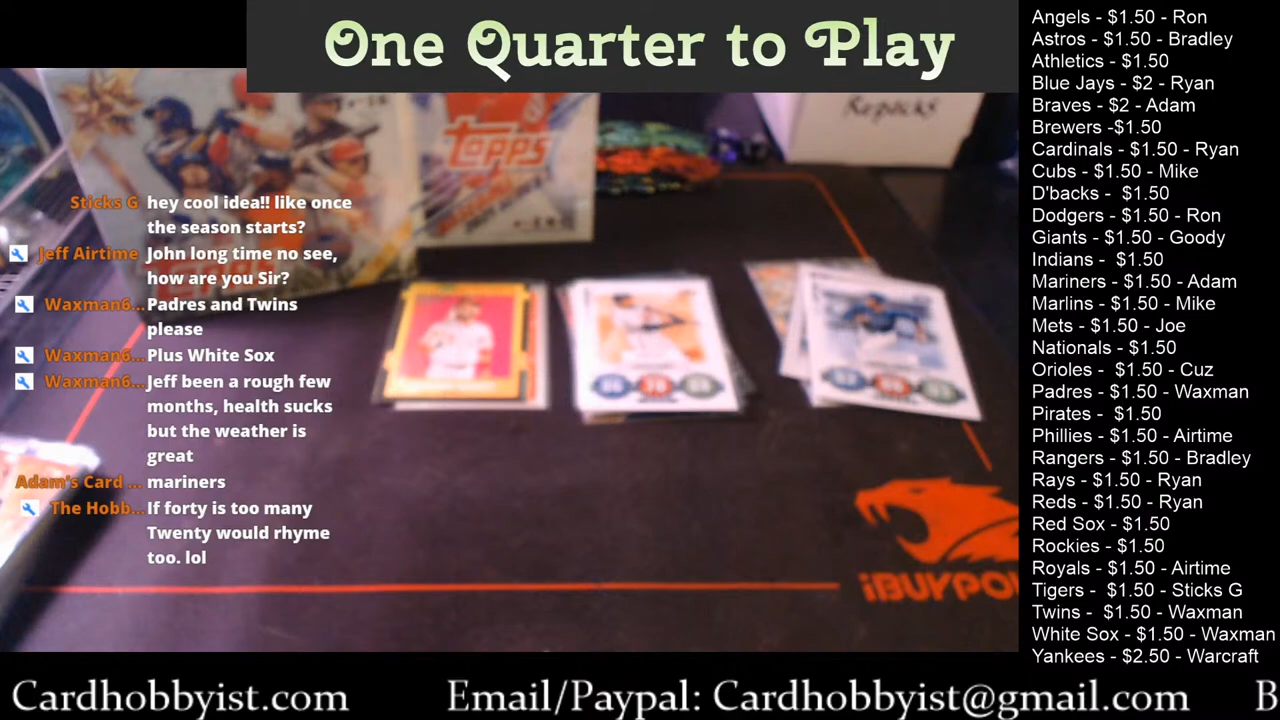 One Quarter to Play
Repacks
Topps
Sticks G hey cool idea!! like once
the season starts?
Jeff Airtime John long time no see,
how are you Sir?
Waxman6... Padres and Twins
please
Waxman6... Plus White Sox
Waxman6... Jeff been a rough few
months, health sucks
but the weather is
great
Adam's Card ... mariners
The Hobb... If forty is too many
Twenty would rhyme
too. lol
iBUYPO
Angels - $1.50 - Ron
Astros - $1.50 - Bradley
Athletics - $1.50
Blue Jays - $2 - Ryan
Braves - $2 - Adam
Brewers -$1.50
Cardinals - $1.50 - Ryan
Cubs - $1.50 - Mike
D'backs - $1.50
Dodgers - $1.50 - Ron
Giants - $1.50 - Goody
Indians - $1.50
Mariners - $1.50 - Adam
Marlins - $1.50 - Mike
Mets - $1.50 - Joe
Nationals - $1.50
Orioles - $1.50 - Cuz
Padres - $1.50 - Waxman
Pirates - $1.50
Phillies - $1.50 - Airtime
Rangers - $1.50 - Bradley
Rays - $1.50 - Ryan
Reds - $1.50 - Ryan
Red Sox - $1.50
Rockies - $1.50
Royals - $1.50 - Airtime
Tigers - $1.50 - Sticks G
Twins - $1.50 - Waxman
White Sox - $1.50 - Waxman
Yankees - $2.50 - Warcraft
Cardhobbyist.com Email/Paypal: Cardhobbyist@gmail.com B